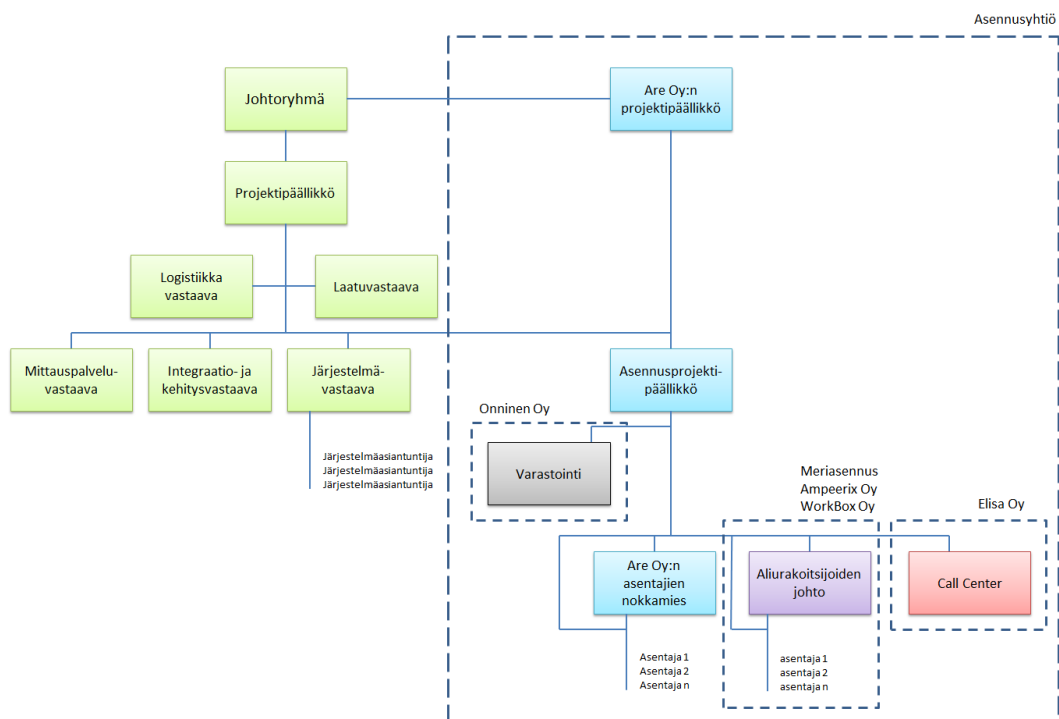 Asennusyhtiö
Johtoryhmä
Are Oy:n
projektipäällikkö
Projektipäällikkö
Logistiikka
vastaava
Laatuvastaava
Mittauspalvelu-
vastaava
Integraatio- ja
kehitysvastaava
Järjestelmä-
vastaava
Asennusprojekti-
päällikkö
Järjestelmäasiantuntija
Järjestelmäasiantuntija
Järjestelmäasiantuntija
Onninen Oy
Varastointi
Meriasennus
Ampeerix Oy
WorkBox Oy
Elisa Oy
Are Oy:n
asentajien
nokkamies
Aliurakoitsijoiden
johto
Call Center
Asentaja 1
Asentaja 2
Asentaja n
asentaja 1
asentaja 2
asentaja n